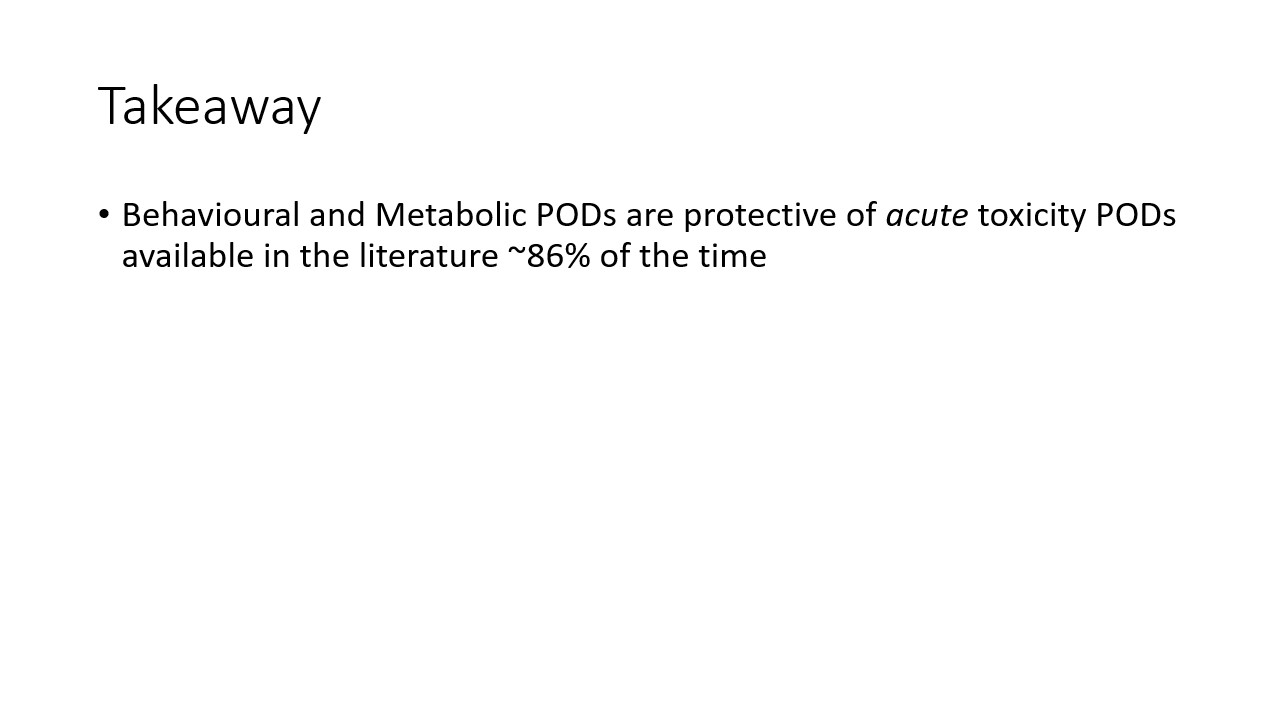 Takeaway
• Behavioural and Metabolic PODs are protective of acute toxicity PODs
available in the literature ~86% of the time